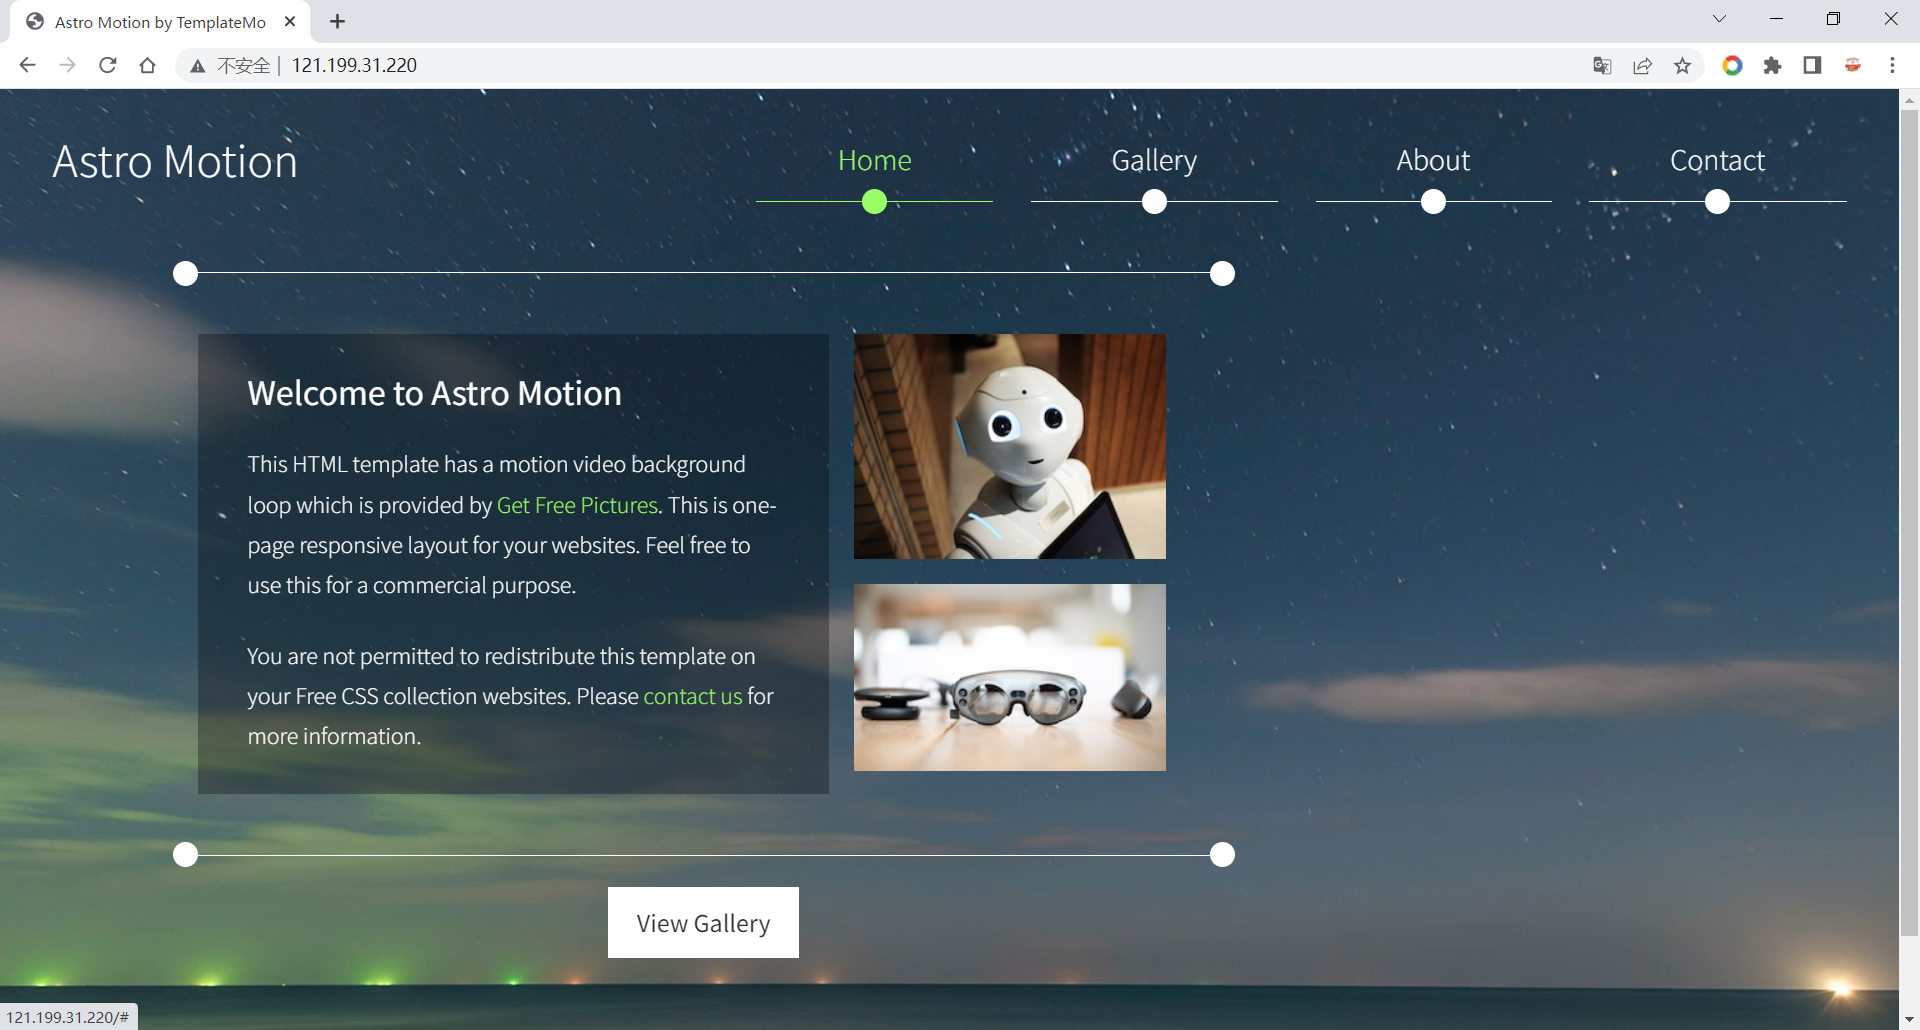 Astro Motion by TemplateMo
不安全 | 121.199.31.220
Astro Motion
Home
Gallery
About
Contact
Welcome to Astro Motion
This HTML template has a motion video background
loop which is provided by Get Free Pictures. This is one-
page responsive layout for your websites. Feel free to
use this for a commercial purpose.
You are not permitted to redistribute this template on
your Free CSS collection websites. Please contact us for
more information.
View Gallery
121.199.31.220/#